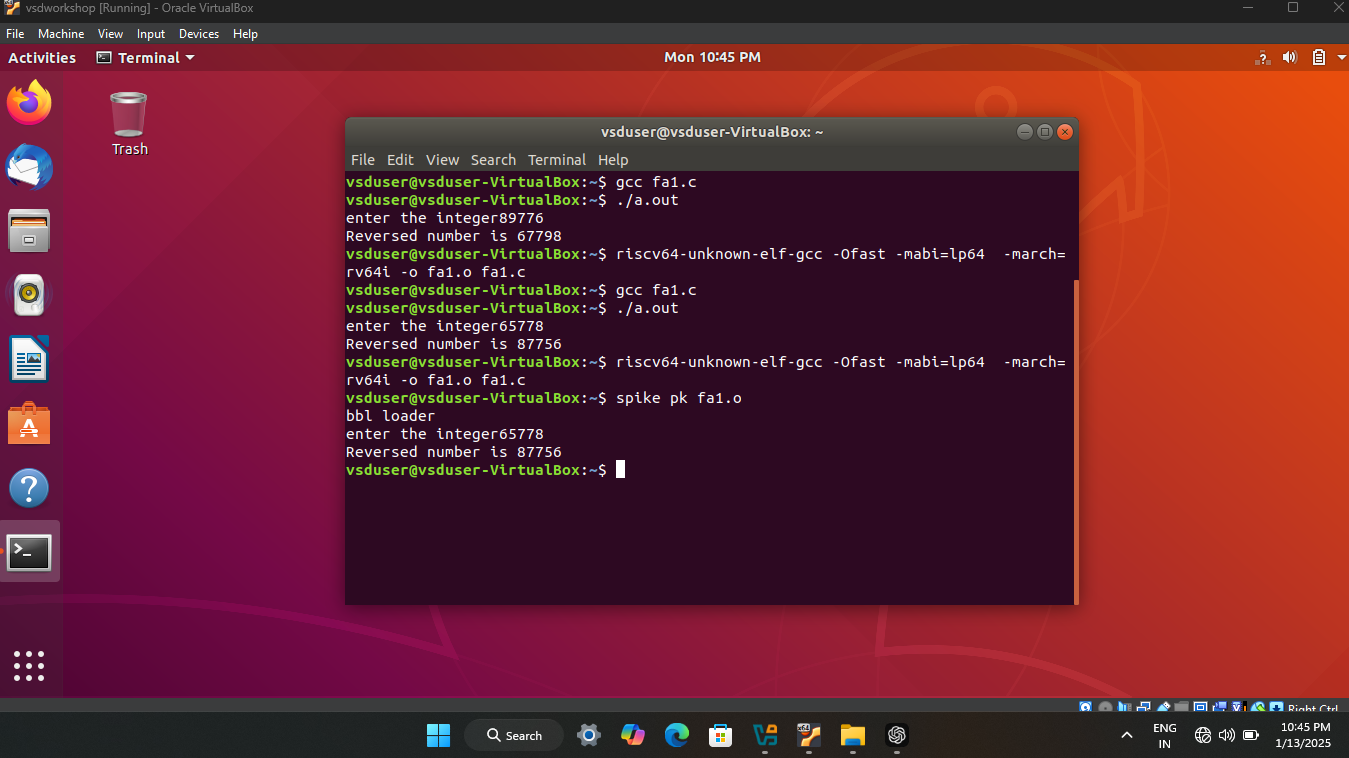 vsdworkshop [Running] - Oracle VirtualBox
File Machine View Input Devices Help
Activities Terminal Mon 10:45 PM
Trash
vsduser@vsduser-VirtualBox: ~
File Edit View Search Terminal Help
vsduser@vsduser-VirtualBox:~$ gcc fa1.c
vsduser@vsduser-VirtualBox:~$ ./a.out
enter the integer89776
Reversed number is 67798
vsduser@vsduser-VirtualBox:~$ riscv64-unknown-elf-gcc -Ofast -mabi=lp64  -march=
rv64i -o fa1.o fa1.c
vsduser@vsduser-VirtualBox:~$ gcc fa1.c
vsduser@vsduser-VirtualBox:~$ ./a.out
enter the integer65778
Reversed number is 87756
vsduser@vsduser-VirtualBox:~$ riscv64-unknown-elf-gcc -Ofast -mabi=lp64  -march=
rv64i -o fa1.o fa1.c
vsduser@vsduser-VirtualBox:~$ spike pk fa1.o
bbl loader
enter the integer65778
Reversed number is 87756
vsduser@vsduser-VirtualBox:~$
Right Ctrl
Search
ENG
IN
10:45 PM
1/13/2025